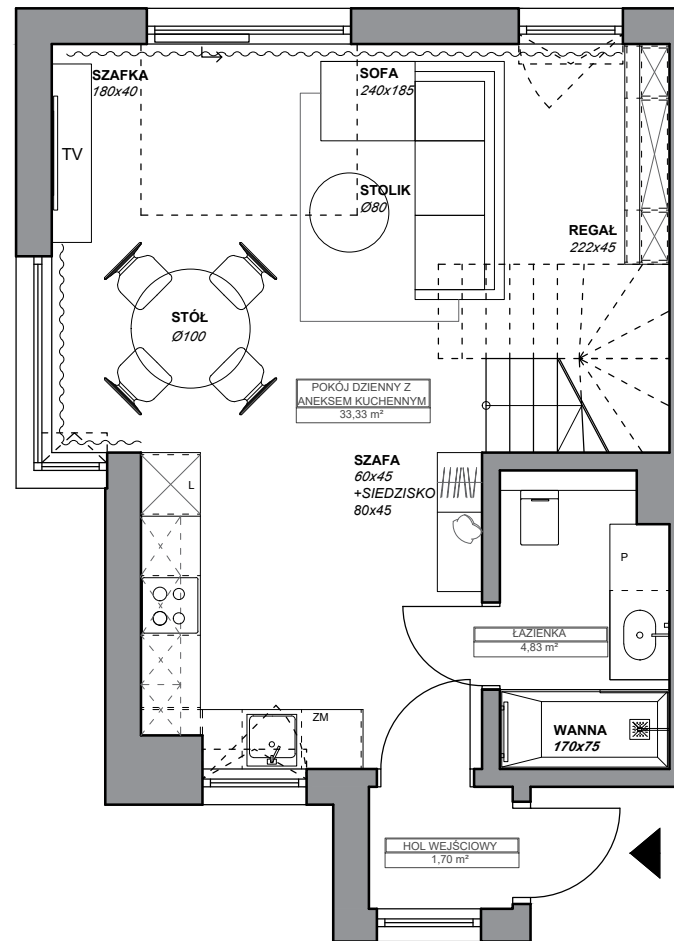 SZAFKA
180x40
SOFA
240x185
TV
STOLIK
Ø80
REGAŁ
222x45
STÓŁ
Ø100
POKÓJ DZIENNY Z
ANEKSEM KUCHENNYM
33,33 m²
SZAFA
60x45
+SIEDZISKO
80x45
L
P
ŁAZIENKA
4,83 m²
ZM
WANNA
170x75
HOL WEJŚCIOWY
1,70 m²